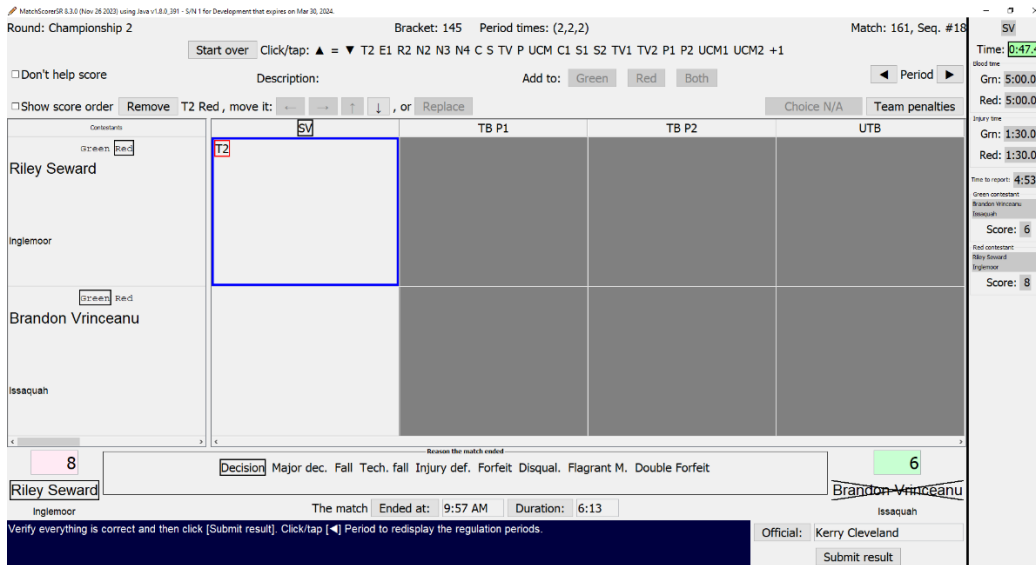 MatchScorerSR 8.3.0 (Nov 26 2023) using Java v1.8.0_391 - S/N 1 for Development that expires on Mar 30, 2024.
Round: Championship 2 Bracket: 145 Period times: (2,2,2) Match: 161, Seq. #18 SV
Start over Click/tap: ▲ = ▼ T2 E1 R2 N2 N3 N4 C S TV P UCM C1 S1 S2 TV1 TV2 P1 P2 UCM1 UCM2 +1
Time: 0:47.4
Don't help score Description: Add to: Green Red Both ◄ Period ►
Blood time
Grn: 5:00.0
Show score order Remove T2 Red , move it: ← → ↑ ↓ , or Replace Choice N/A Team penalties
Red: 5:00.0
Injury time
Contestants SV TB P1 TB P2 UTB
Grn: 1:30.0
Green Red T2
Red: 1:30.0
Riley Seward
Time to report: 4:53
Green contestant
Brandon Vrinceanu
Issaquah
Score: 6
Inglemoor
Red contestant
Riley Seward
Inglemoor
Score: 8
Green Red
Brandon Vrinceanu
Issaquah
Reason the match ended
8 Decision Major dec. Fall Tech. fall Injury def. Forfeit Disqual. Flagrant M. Double Forfeit 6
Riley Seward Brandon Vrinceanu
Inglemoor The match Ended at: 9:57 AM Duration: 6:13 Issaquah
Verify everything is correct and then click [Submit result]. Click/tap [◄] Period to redisplay the regulation periods.
Official: Kerry Cleveland
Submit result